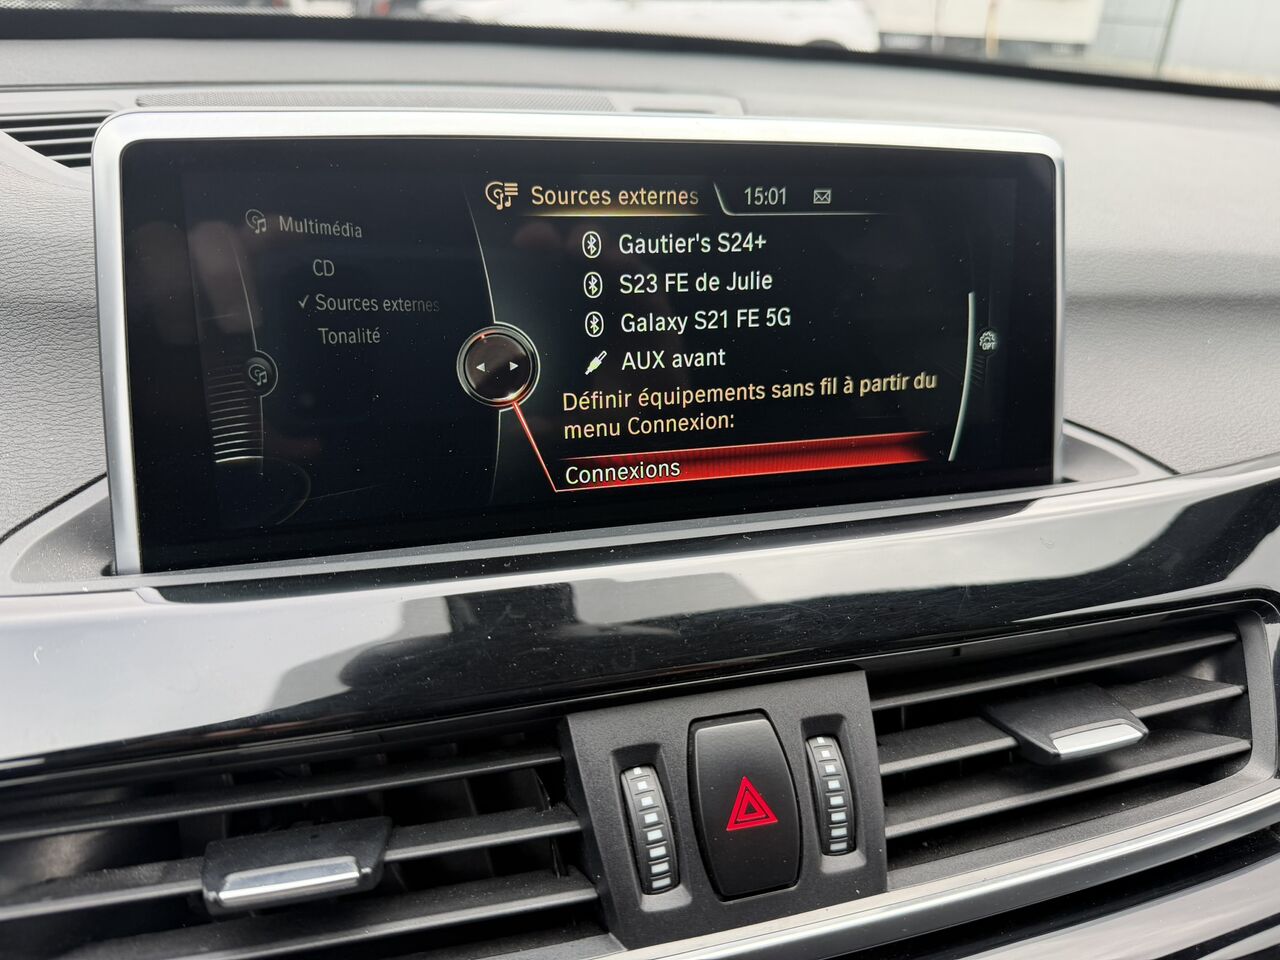 Multimédia
CD
Sources externes
Tonalité
Sources externes
15:01
Gautier's S24+
S23 FE de Julie
Galaxy S21 FE 5G
AUX avant
Définir équipements sans fil à partir du
menu Connexion:
Connexions
OPT